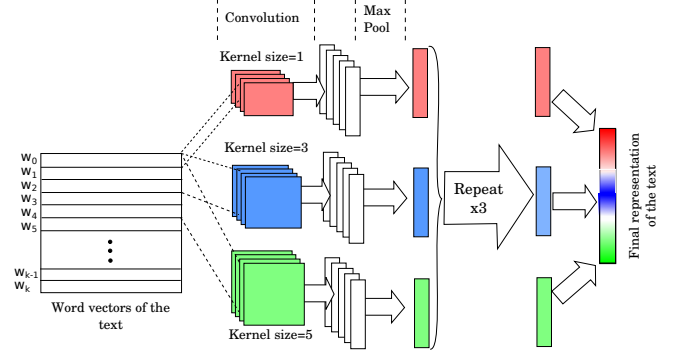 Convolution
Max
Pool
Kernel size=1
Kernel size=3
Kernel size=5
w0
w1
w2
w3
w4
w5
wk-1
wk
Word vectors of the
text
Repeat
x3
Final representation
of the text